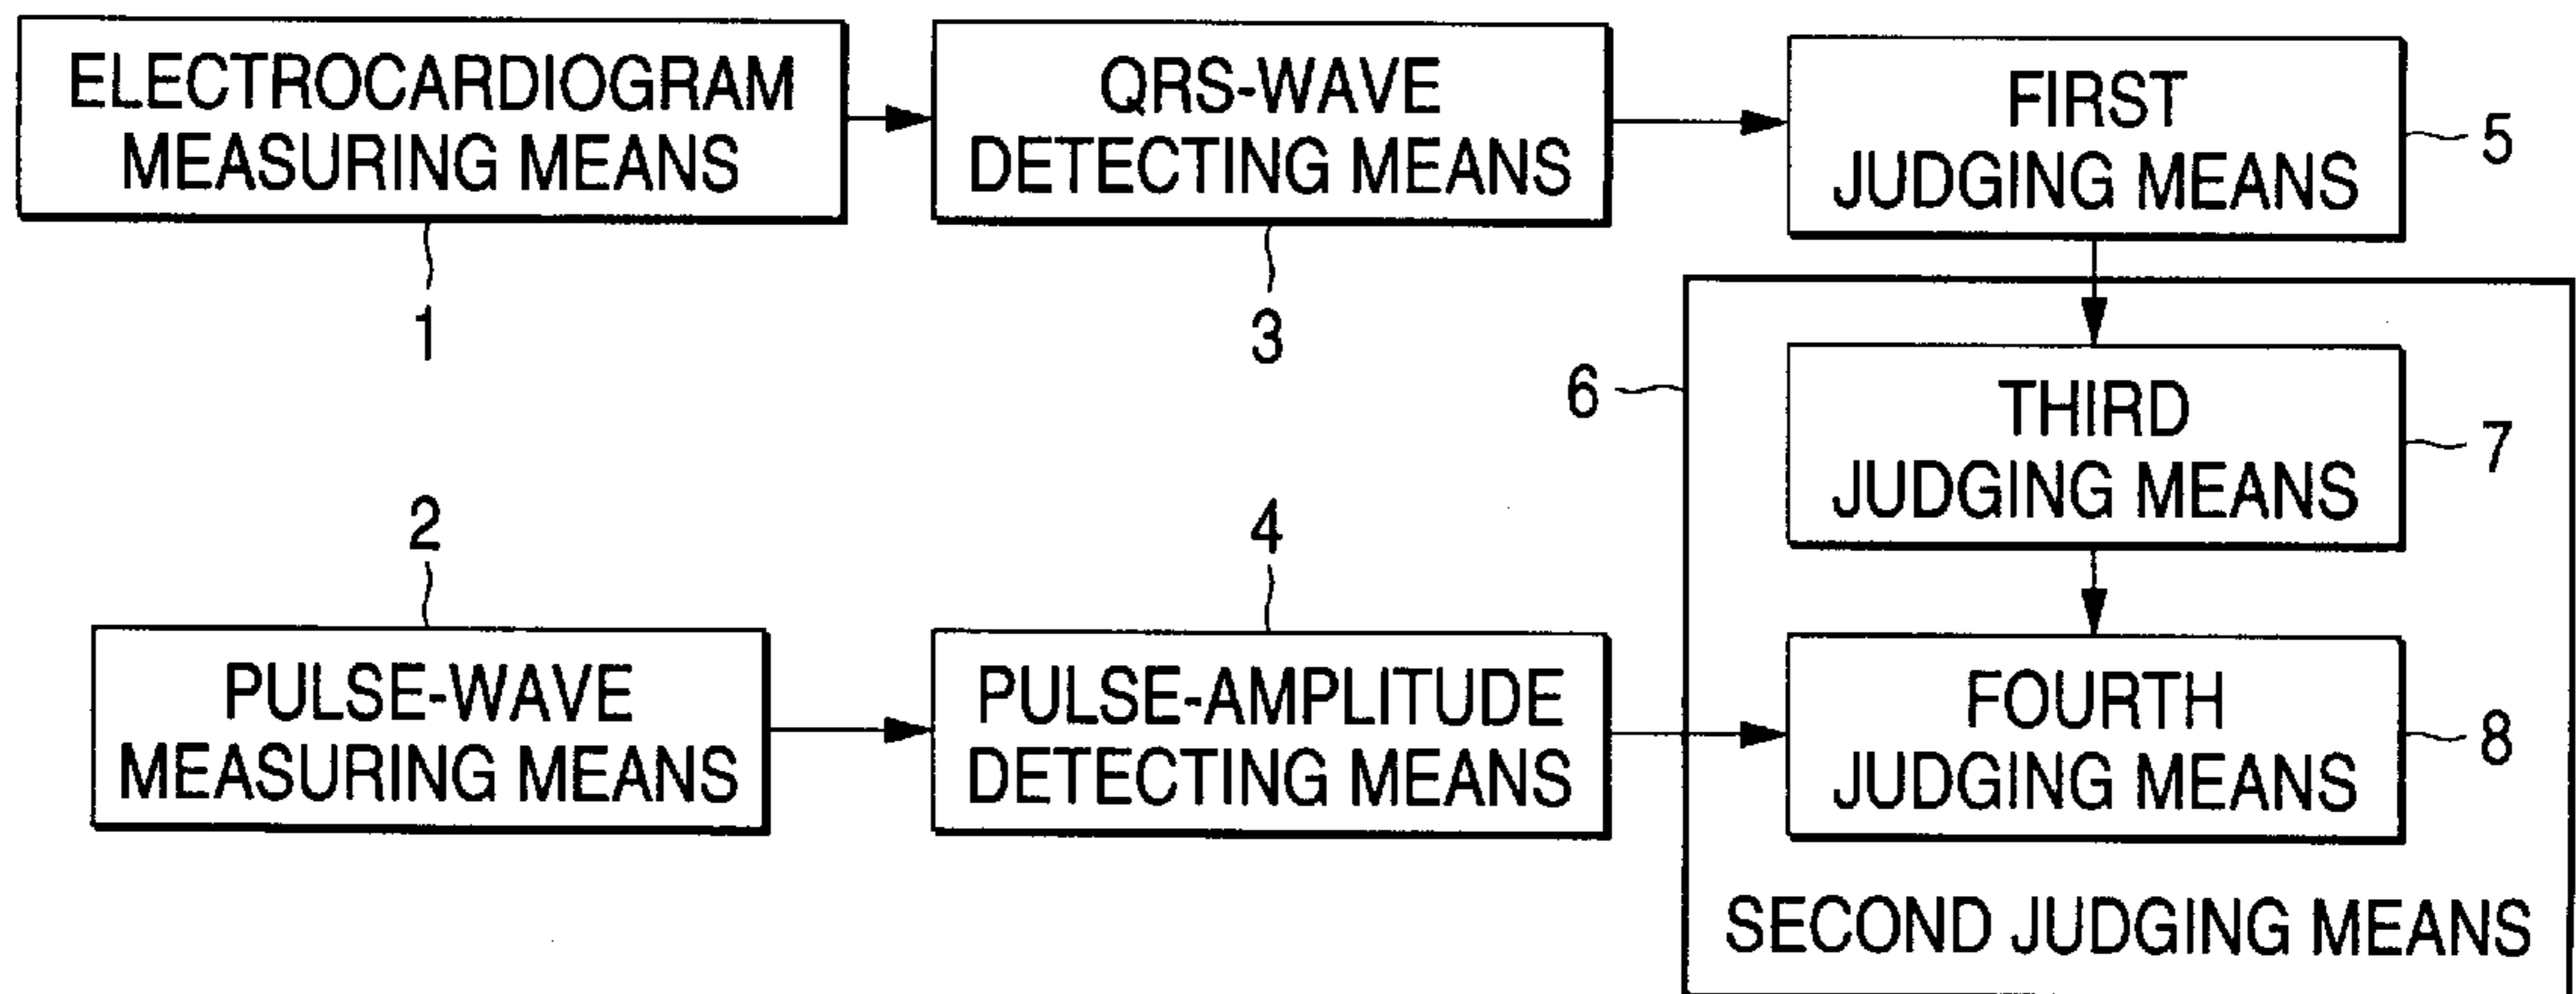 ELECTROCARDIOGRAM
MEASURING MEANS
1
QRS-WAVE
DETECTING MEANS
3
FIRST
JUDGING MEANS
5
6
THIRD
JUDGING MEANS
7
2
PULSE-WAVE
MEASURING MEANS
4
PULSE-AMPLITUDE
DETECTING MEANS
FOURTH
JUDGING MEANS
8
SECOND JUDGING MEANS